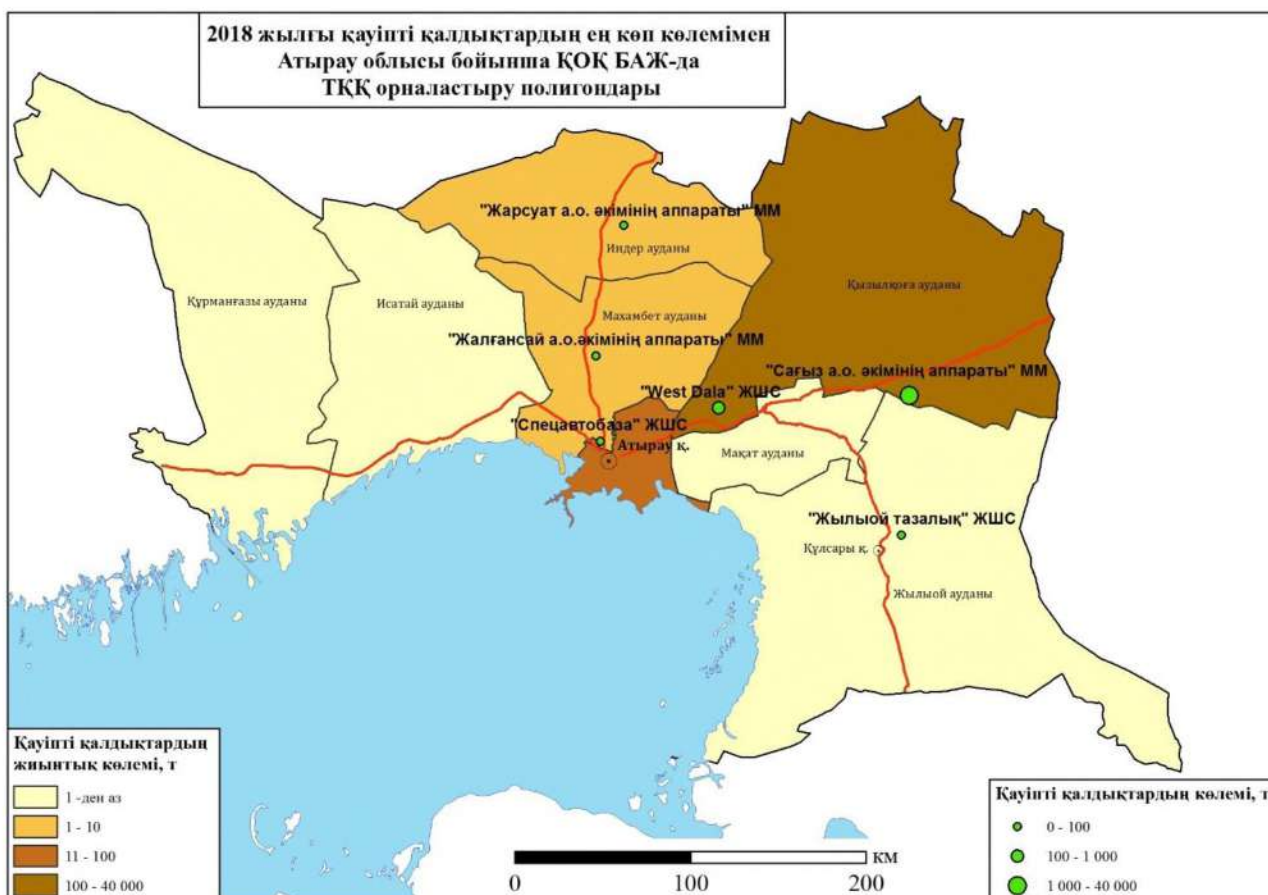 2018 жылғы қауіпті қалдықтардың ең көп көлемімен
Атырау облысы бойынша ҚОҚ БАЖ-да
ТҚҚ орналастыру полигондары
"Жарсуат а.о. әкімінің аппараты" ММ
Индер ауданы
Құрманғазы ауданы
Исатай ауданы
Махамбет ауданы
Қызылқоға ауданы
"Жалғансай а.о.әкімінің аппараты" ММ
"Сағыз а.о. әкімінің аппараты" ММ
"West Dala" ЖШС
"Спецавтобаза" ЖШС
Атырау қ.
Мақат ауданы
"Жылыой тазалық" ЖШС
Құлсары қ.
Жылыой ауданы
Қауіпті қалдықтардың
жиынтық көлемі, т
1 -ден аз
1 - 10
11 - 100
100 - 40 000
км
0 100 200
Қауіпті қалдықтардың көлемі, т
0 - 100
100 - 1 000
1 000 - 40 000